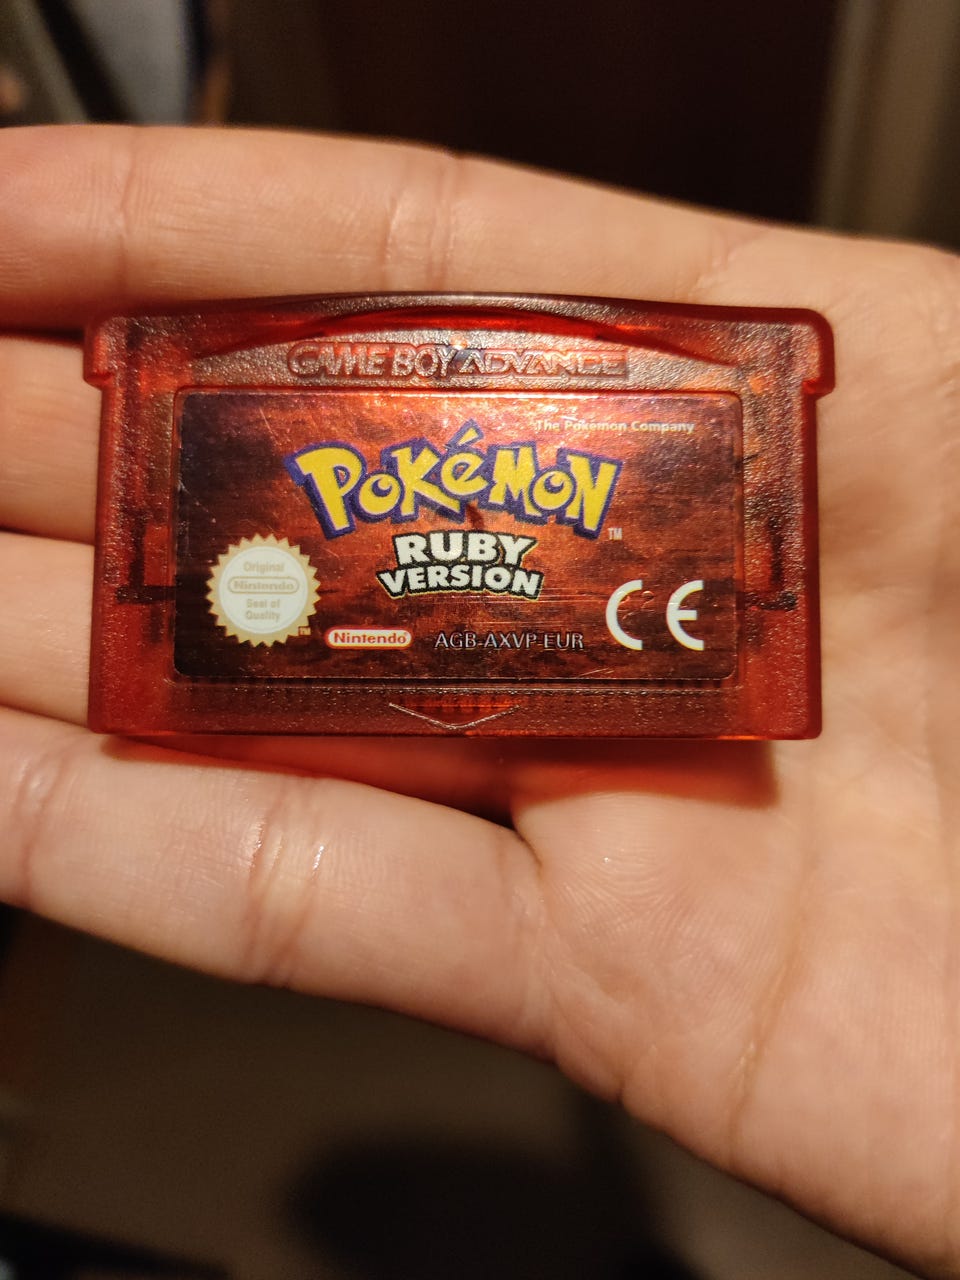 GAME BOY ADVANCE
The Pokémon Company
POKéMON
TM
RUBY
VERSION
Original
Nintendo
Seal of
Quality
TM
Nintendo
AGB-AXVP-EUR
CE